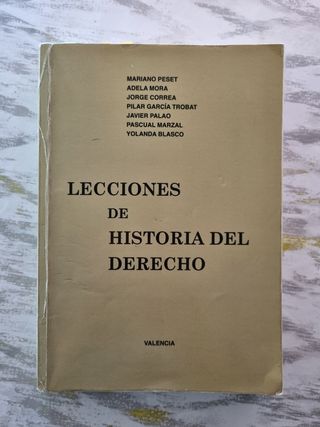 MARIANO PESET
ADELA MORA
JORGE CORREA
PILAR GARCÍA TROBAT
JAVIER PALAO
PASCUAL MARZAL
YOLANDA BLASCO
LECCIONES
DE
HISTORIA DEL
DERECHO
VALENCIA